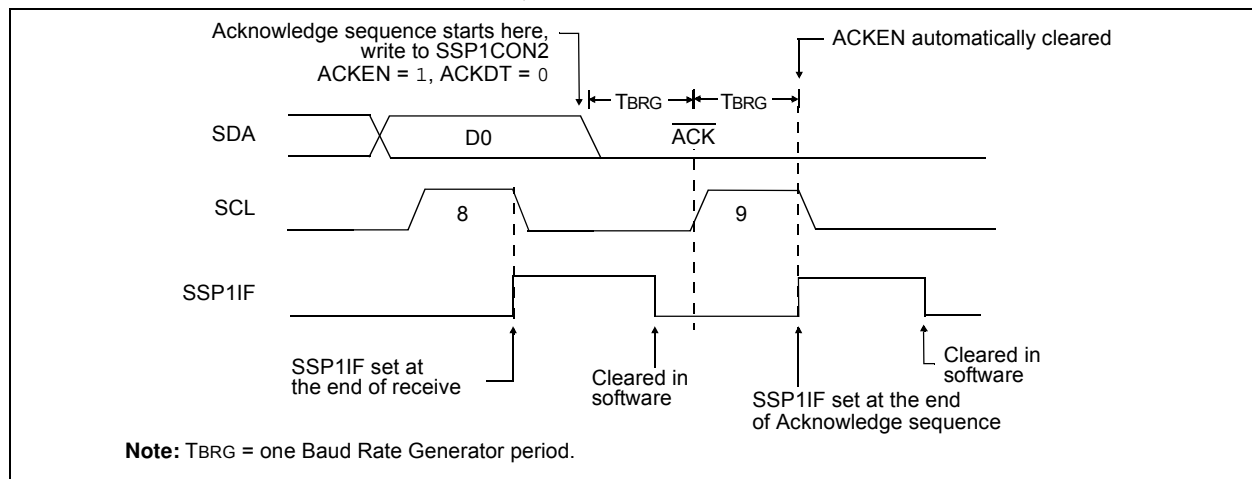 Acknowledge sequence starts here,
write to SSP1CON2
ACKEN = 1, ACKDT = 0
ACKEN automatically cleared
TBRG
TBRG
SDA
D0
ACK
SCL
8
9
SSP1IF
SSP1IF set at
the end of receive
Cleared in
software
SSP1IF set at the end
of Acknowledge sequence
Cleared in
software
Note: TBRG = one Baud Rate Generator period.